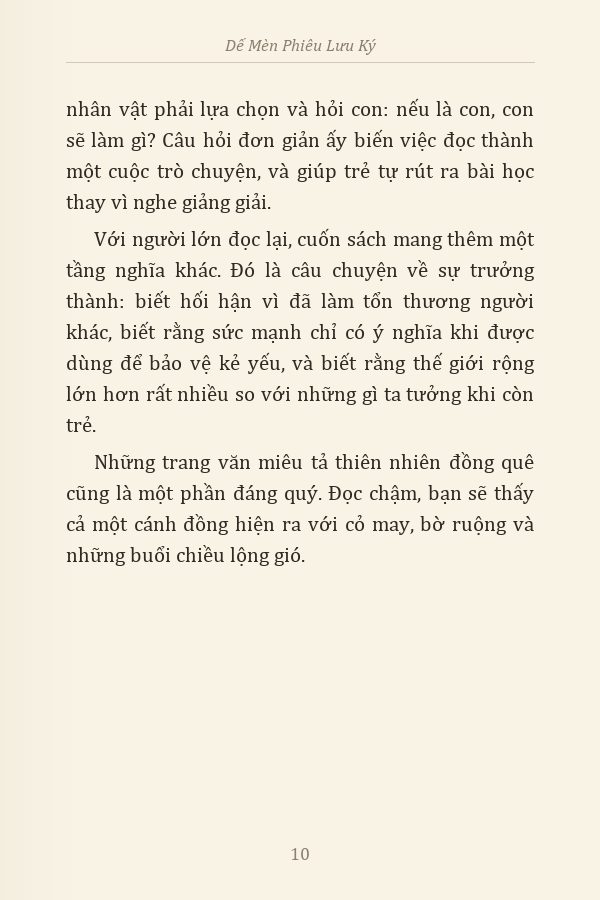 Dế Mèn Phiêu Lưu Ký
nhân vật phải lựa chọn và hỏi con: nếu là con, con
sẽ làm gì? Câu hỏi đơn giản ấy biến việc đọc thành
một cuộc trò chuyện, và giúp trẻ tự rút ra bài học
thay vì nghe giảng giải.
Với người lớn đọc lại, cuốn sách mang thêm một
tầng nghĩa khác. Đó là câu chuyện về sự trưởng
thành: biết hối hận vì đã làm tổn thương người
khác, biết rằng sức mạnh chỉ có ý nghĩa khi được
dùng để bảo vệ kẻ yếu, và biết rằng thế giới rộng
lớn hơn rất nhiều so với những gì ta tưởng khi còn
trẻ.
Những trang văn miêu tả thiên nhiên đồng quê
cũng là một phần đáng quý. Đọc chậm, bạn sẽ thấy
cả một cánh đồng hiện ra với cỏ may, bờ ruộng và
những buổi chiều lộng gió.
10